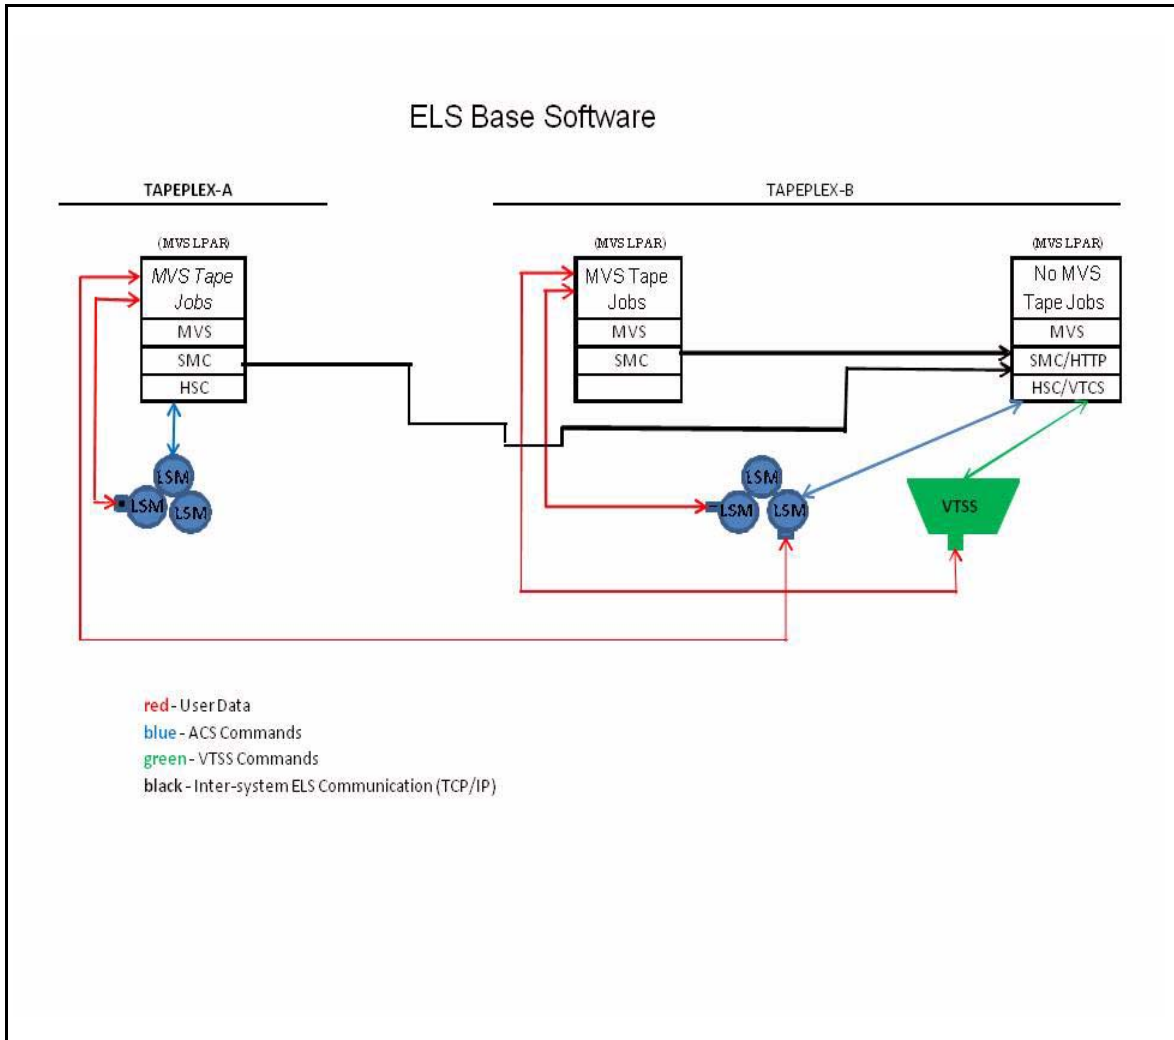 ELS Base Software
TAPEPLEX-A
TAPEPLEX-B
(MVS LPAR)
(MVS LPAR)
(MVS LPAR)
MVS Tape
Jobs
MVS
SMC
HSC
MVS Tape
Jobs
MVS
SMC
No MVS
Tape Jobs
MVS
SMC/HTTP
HSC/VTCS
LSM
LSM
LSM
LSM
LSM
LSM
VTSS
red - User Data
blue - ACS Commands
green - VTSS Commands
black - Inter-system ELS Communication (TCP/IP)